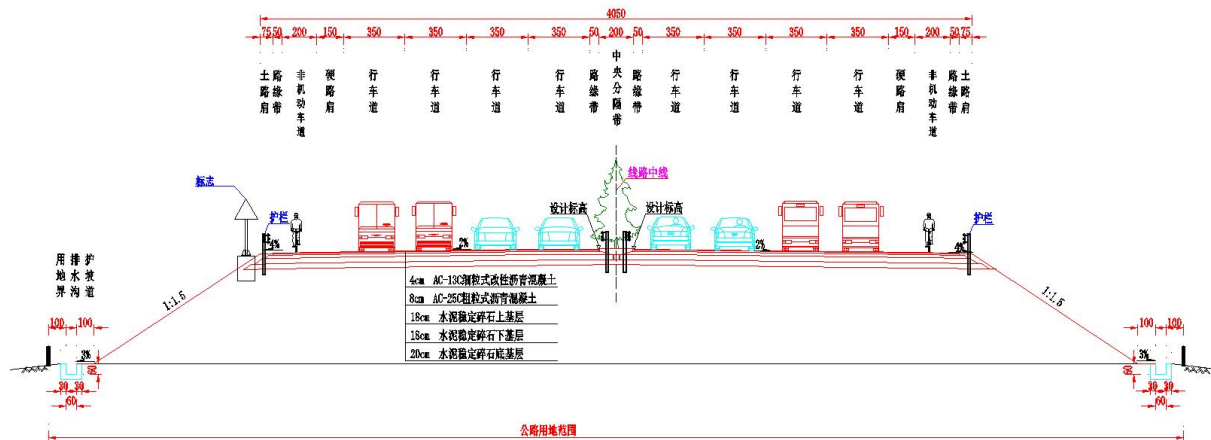 4050
75 50 200 150 350 350 350 350 50 200 50 350 350 350 350 150 200 50 75
土路肩 路缘带 非机动车道 硬路肩 行车道 行车道 行车道 行车道 路缘带 中央分隔带 路缘带 行车道 行车道 行车道 行车道 硬路肩 非机动车道 路缘带 土路肩
标志
线路中线
护栏 设计标高 设计标高 护栏
4% 2% 2% 4%
用地界 排水沟 护坡道
1:1.5 1:1.5
4cm AC-13C细粒式改性沥青混凝土
8cm AC-25C粗粒式沥青混凝土
18cm 水泥稳定碎石上基层
18cm 水泥稳定碎石下基层
20cm 水泥稳定碎石底基层
100 100 100 100
3% 3%
60 60
30 30 30 30
60 60
公路用地范围